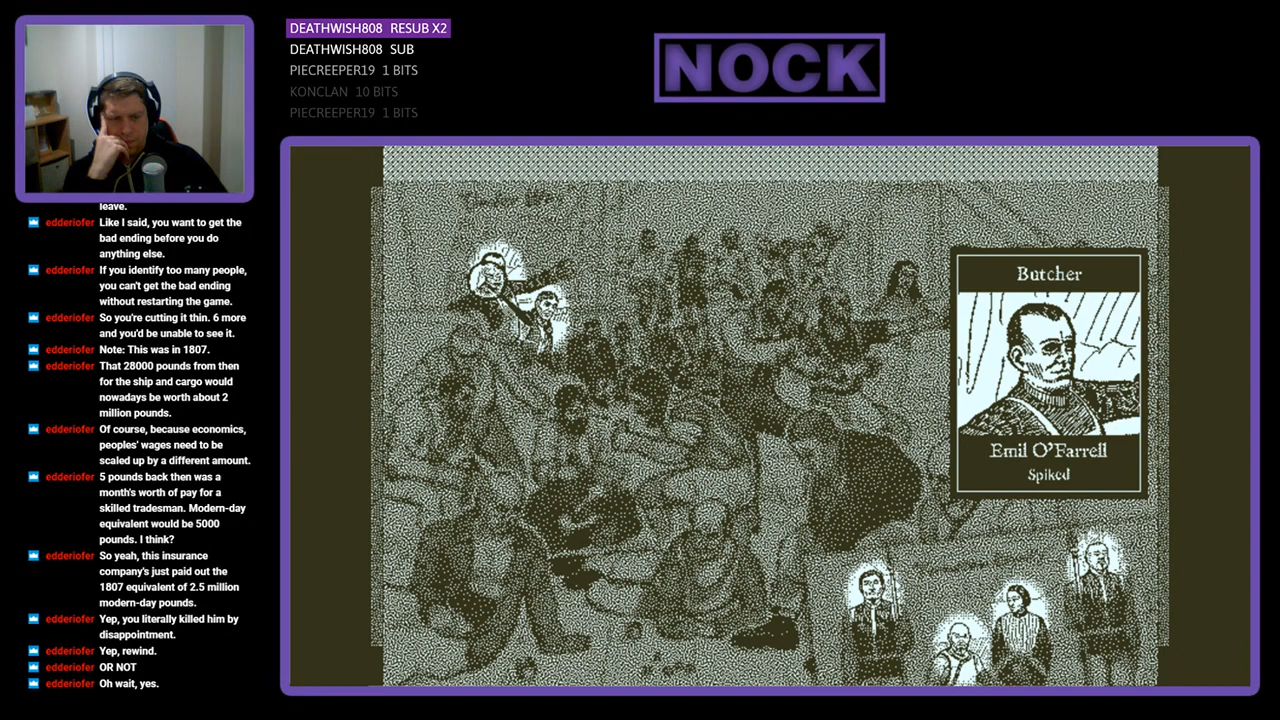 DEATHWISH808 RESUB X2
DEATHWISH808 SUB
PIECREEPER19 1 BITS
KONCLAN 10 BITS
PIECREEPER19 1 BITS
NOCK
leave.
edderiofer Like I said, you want to get the
bad ending before you do
anything else.
edderiofer If you identify too many people,
you can't get the bad ending
without restarting the game.
edderiofer So you're cutting it thin. 6 more
and you'd be unable to see it.
edderiofer Note: This was in 1807.
edderiofer That 28000 pounds from then
for the ship and cargo would
nowadays be worth about 2
million pounds.
edderiofer Of course, because economics,
peoples' wages need to be
scaled up by a different amount.
edderiofer 5 pounds back then was a
month's worth of pay for a
skilled tradesman. Modern-day
equivalent would be 5000
pounds. I think?
edderiofer So yeah, this insurance
company's just paid out the
1807 equivalent of 2.5 million
modern-day pounds.
edderiofer Yep, you literally killed him by
disappointment.
edderiofer Yep, rewind.
edderiofer OR NOT
edderiofer Oh wait, yes.
Butcher
Emil O'Farrell
Spiked